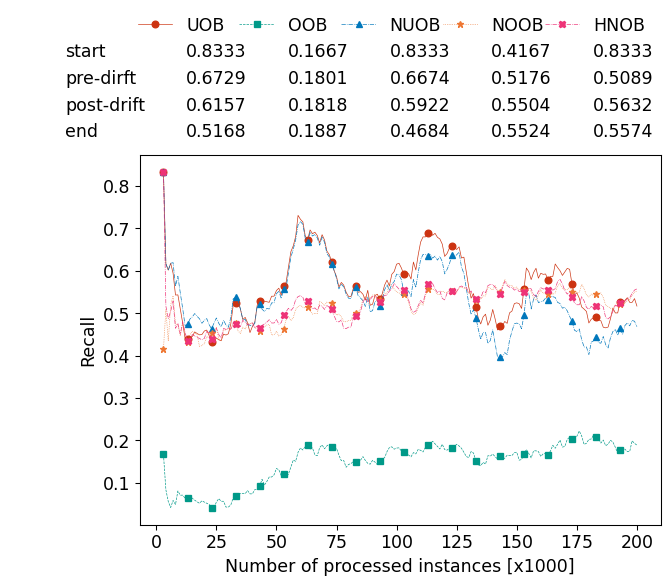 UOB OOB NUOB NOOB HNOB
start 0.8333 0.1667 0.8333 0.4167 0.8333
pre-dirft 0.6729 0.1801 0.6674 0.5176 0.5089
post-drift 0.6157 0.1818 0.5922 0.5504 0.5632
end 0.5168 0.1887 0.4684 0.5524 0.5574
0.8
0.7
0.6
0.5
0.4
0.3
0.2
0.1
Recall
0 25 50 75 100 125 150 175 200
Number of processed instances [x1000]